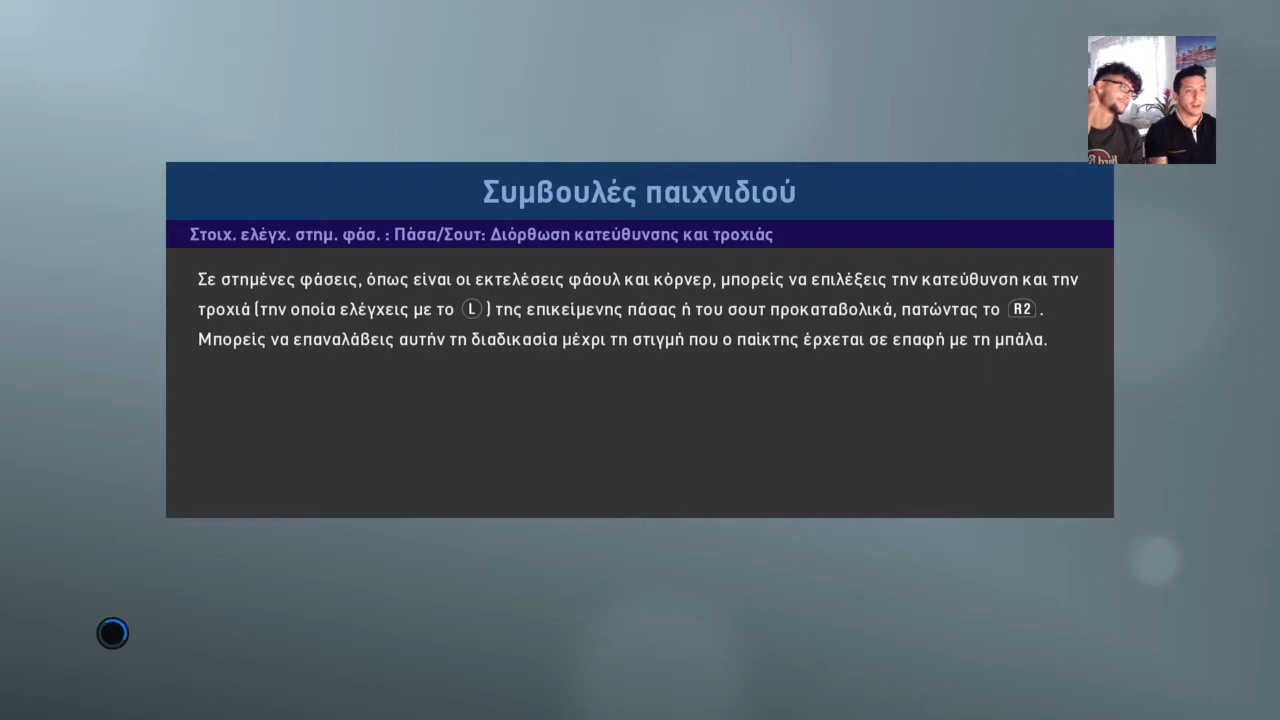 Συμβουλές παιχνιδιού
Στοιχ. ελέγχ. στημ. φάσ. : Πάσα/Σουτ: Διόρθωση κατεύθυνσης και τροχιάς
Σε στημένες φάσεις, όπως είναι οι εκτελέσεις φάουλ και κόρνερ, μπορείς να επιλέξεις την κατεύθυνση και την
τροχιά (την οποία ελέγχεις με το L ) της επικείμενης πάσας ή του σουτ προκαταβολικά, πατώντας το R2 .
Μπορείς να επαναλάβεις αυτήν τη διαδικασία μέχρι τη στιγμή που ο παίκτης έρχεται σε επαφή με τη μπάλα.